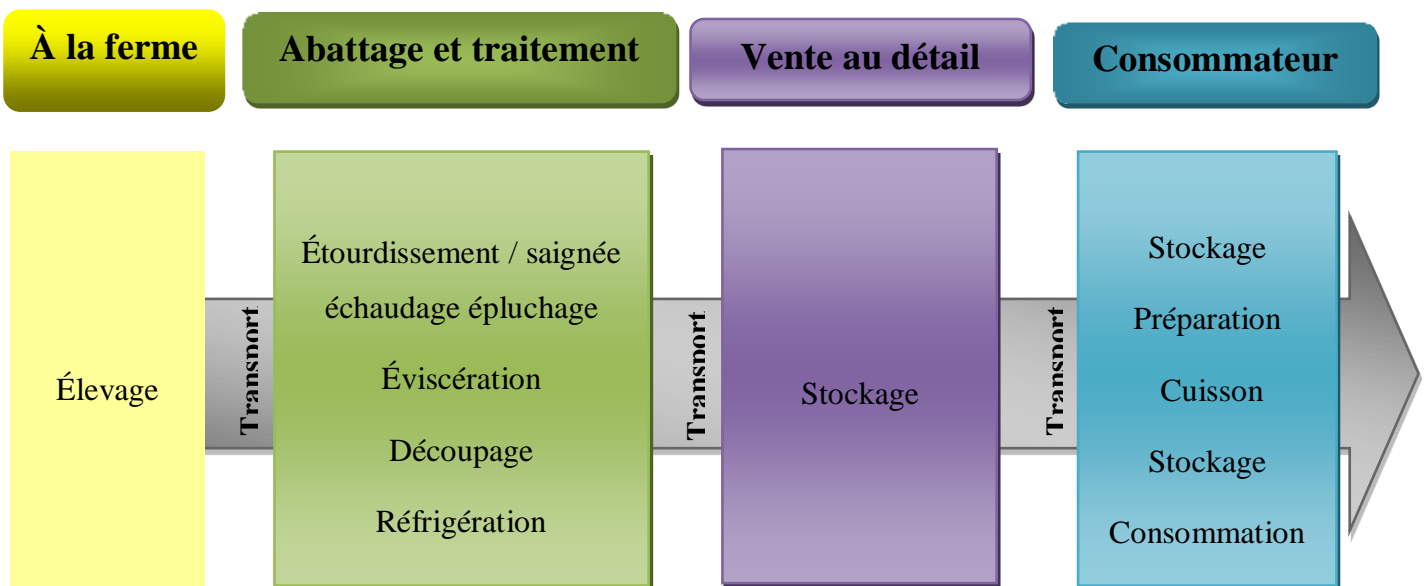 À la ferme
Abattage et traitement
Vente au détail
Consommateur
Élevage
Transport
Étourdissement / saignée
échaudage épluchage
Éviscération
Découpage
Réfrigération
Transport
Stockage
Transport
Stockage
Préparation
Cuisson
Stockage
Consommation